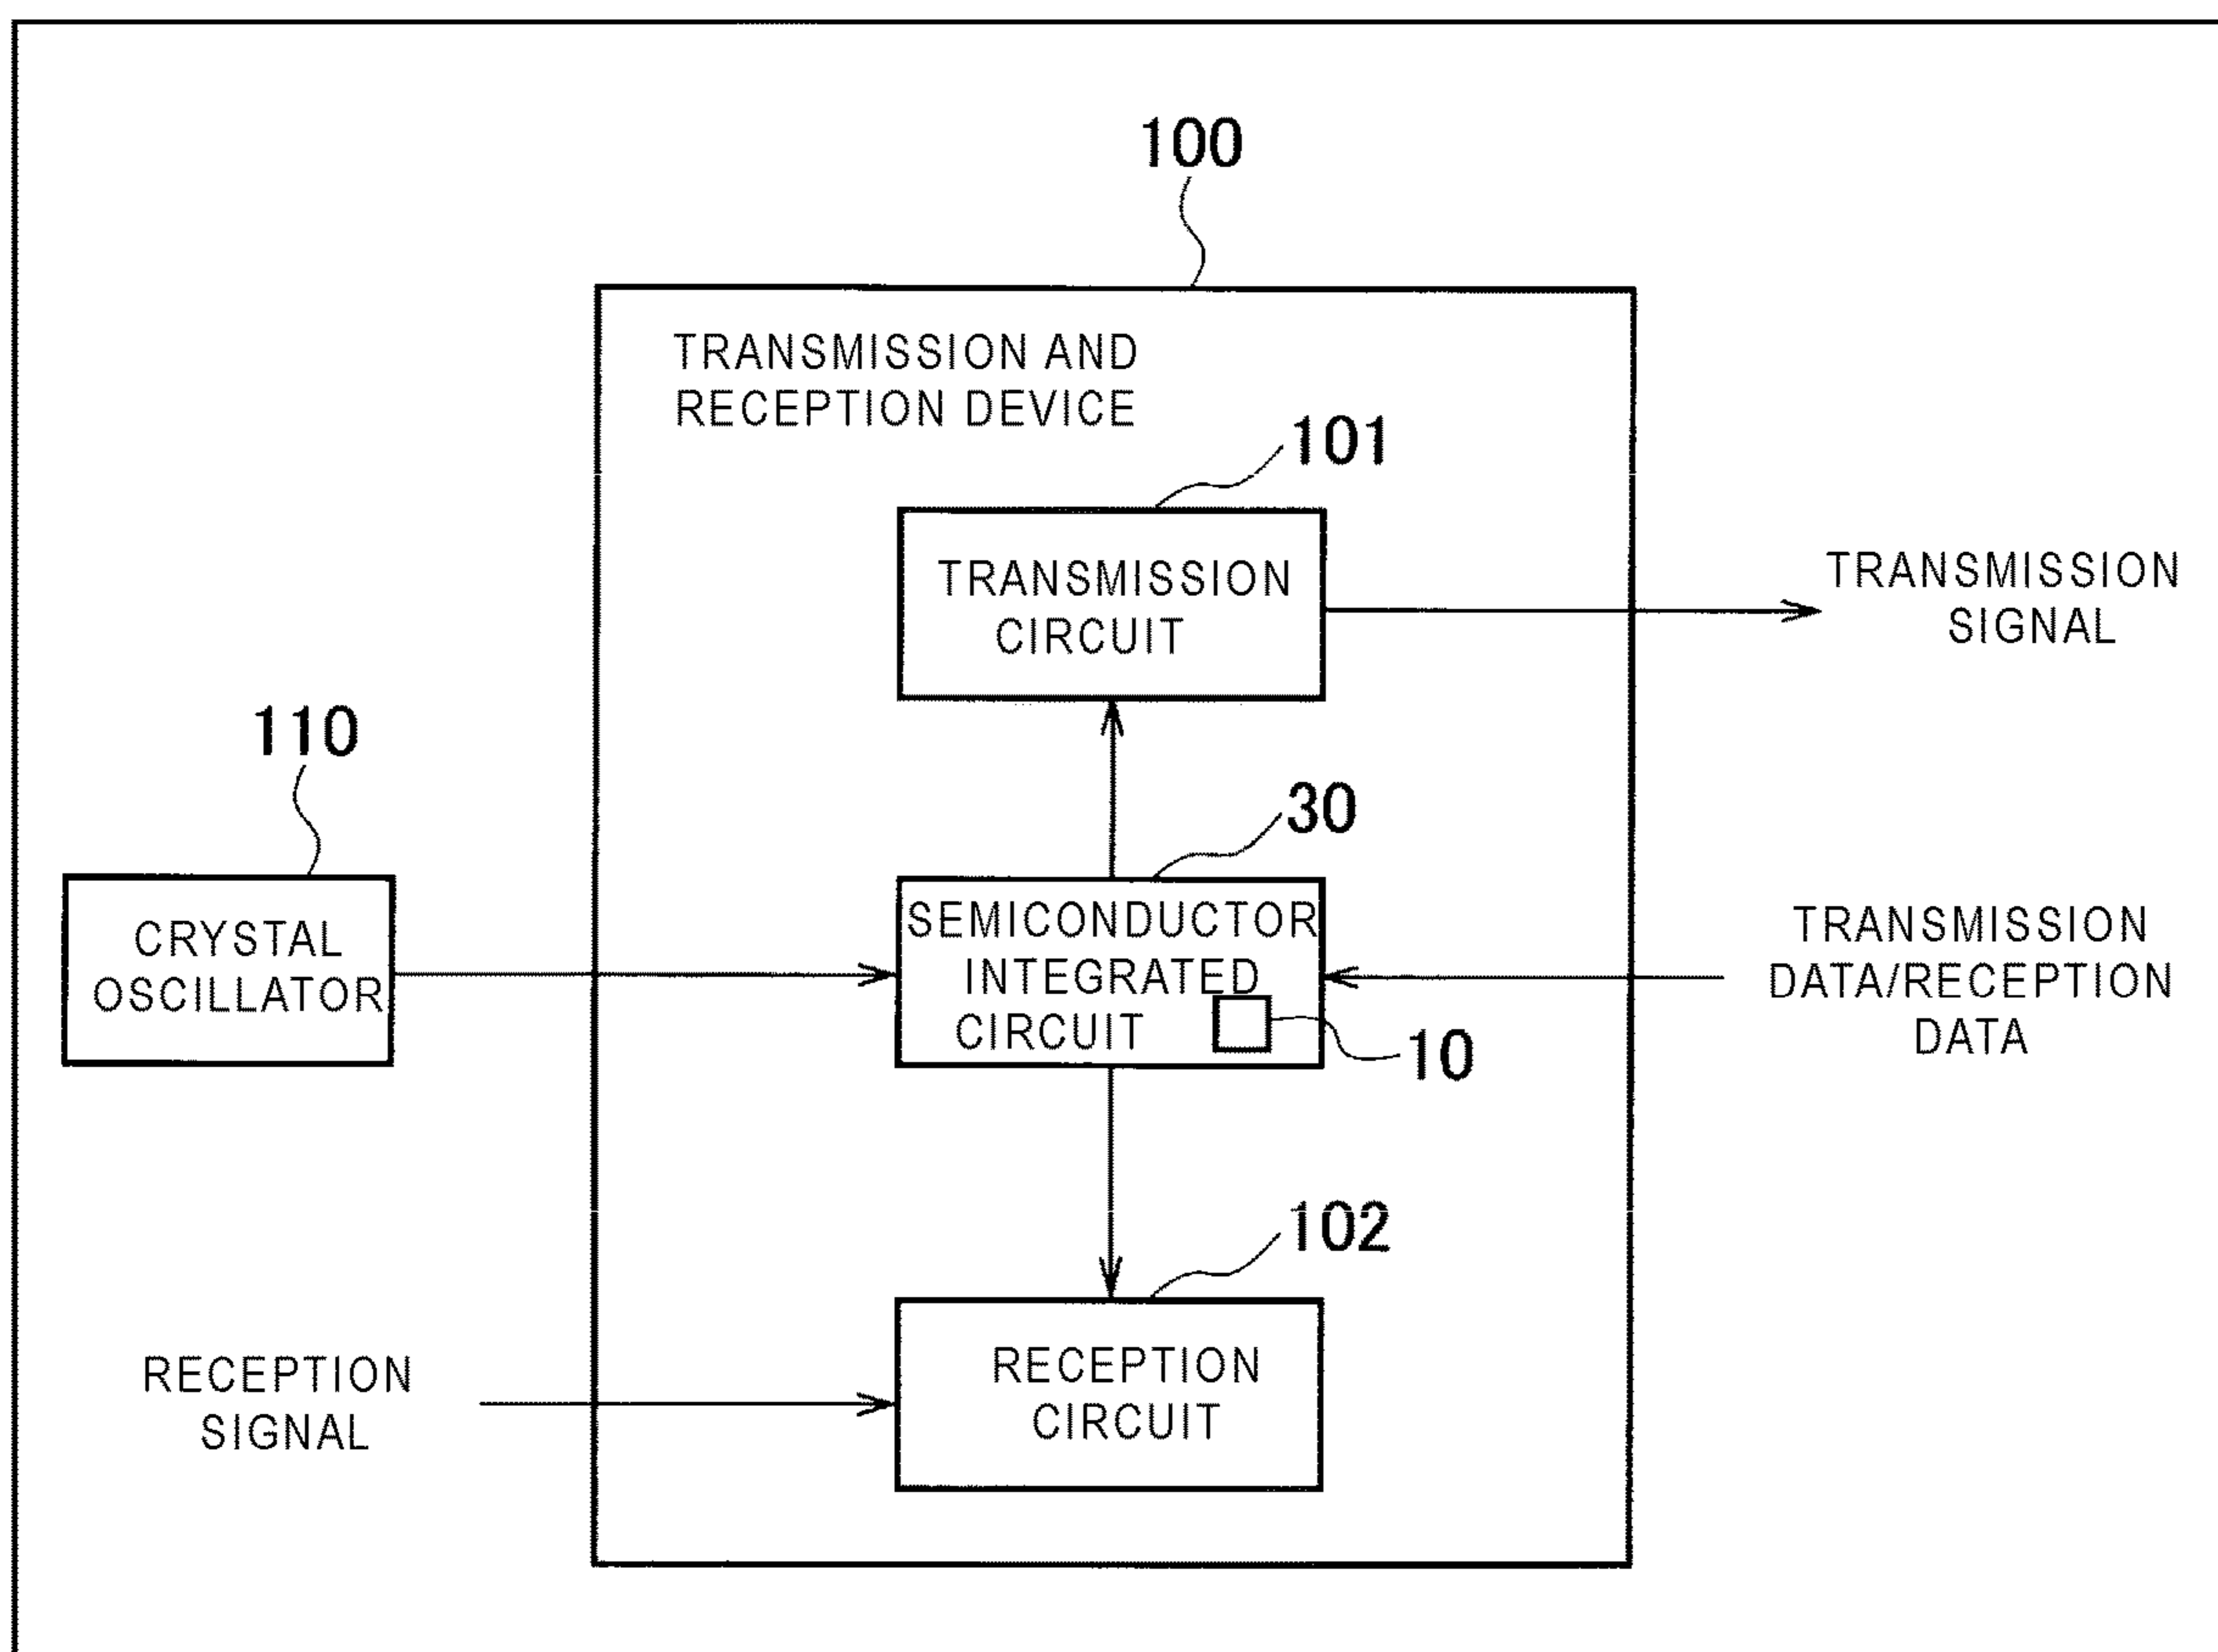 100
TRANSMISSION AND
RECEPTION DEVICE
101
TRANSMISSION
CIRCUIT
TRANSMISSION
SIGNAL
110
CRYSTAL
OSCILLATOR
30
SEMICONDUCTOR
INTEGRATED
CIRCUIT
10
TRANSMISSION
DATA/RECEPTION
DATA
102
RECEPTION
SIGNAL
RECEPTION
CIRCUIT